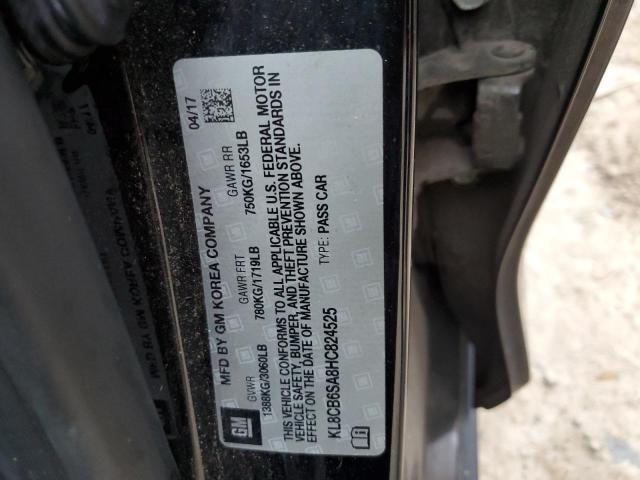 GM
MFD BY GM KOREA COMPANY 04/17
GVWR GAWR FRT GAWR RR
1388KG/3060LB 780KG/1719LB 750KG/1653LB
THIS VEHICLE CONFORMS TO ALL APPLICABLE U.S. FEDERAL MOTOR
VEHICLE SAFETY, BUMPER, AND THEFT PREVENTION STANDARDS IN
EFFECT ON THE DATE OF MANUFACTURE SHOWN ABOVE.
KL8CB6SA8HC824525 TYPE: PASS CAR